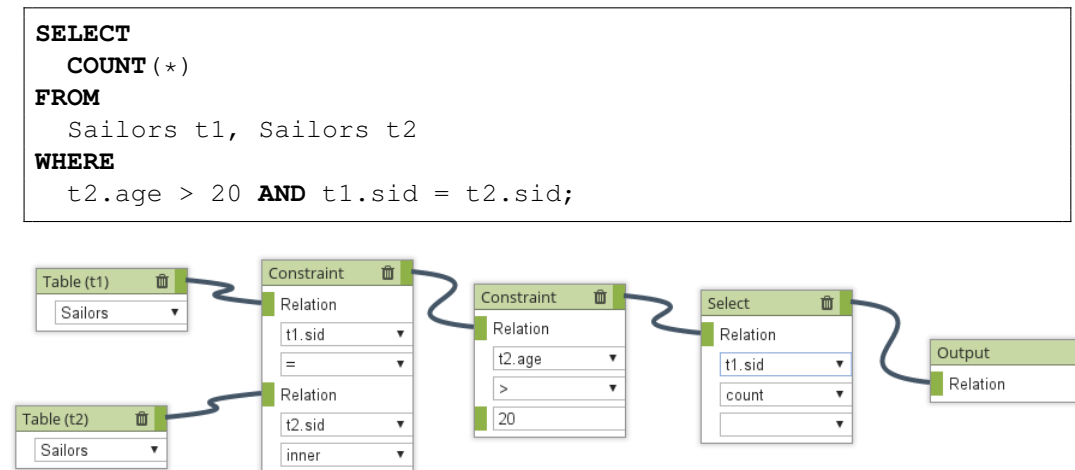 SELECT
COUNT(*)
FROM
Sailors t1, Sailors t2
WHERE
t2.age > 20 AND t1.sid = t2.sid;
Table (t1)
Sailors
Table (t2)
Sailors
Constraint
Relation
t1.sid
=
Relation
t2.sid
inner
Constraint
Relation
t2.age
>
20
Select
Relation
t1.sid
count
Output
Relation